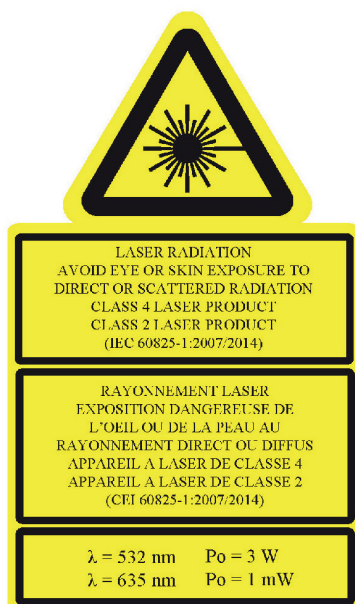 LASER RADIATION
AVOID EYE OR SKIN EXPOSURE TO
DIRECT OR SCATTERED RADIATION
CLASS 4 LASER PRODUCT
CLASS 2 LASER PRODUCT
(IEC 60825-1:2007/2014)
RAYONNEMENT LASER
EXPOSITION DANGEREUSE DE
L'OEIL OU DE LA PEAU AU
RAYONNEMENT DIRECT OU DIFFUS
APPAREIL A LASER DE CLASSE 4
APPAREIL A LASER DE CLASSE 2
(CEI 60825-1:2007/2014)
λ = 532 nm Po = 3 W
λ = 635 nm Po = 1 mW